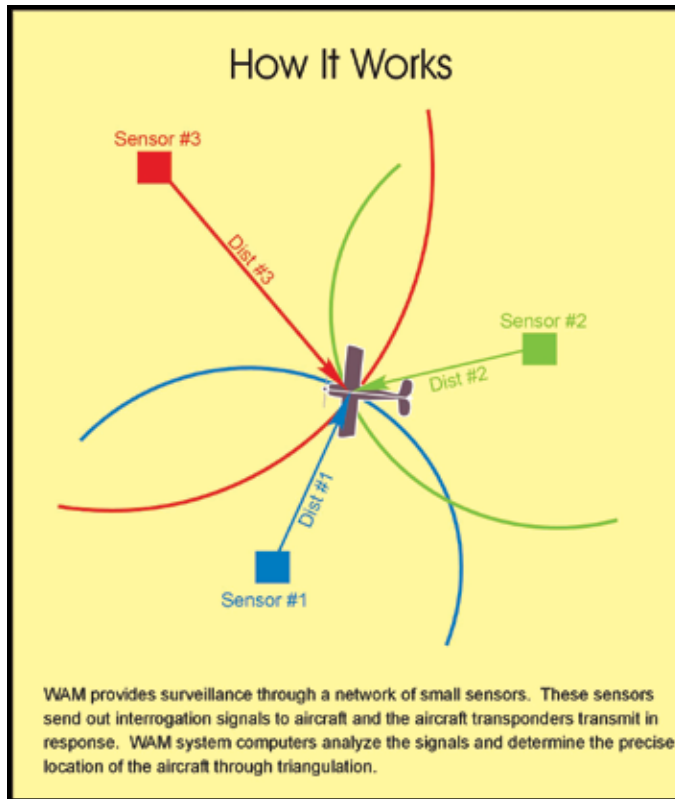 How It Works
Sensor #3
Dist #3
Sensor #2
Dist #2
Dist #1
Sensor #1
WAM provides surveillance through a network of small sensors.  These sensors
send out interrogation signals to aircraft and the aircraft transponders transmit in
response.  WAM system computers analyze the signals and determine the precise
location of the aircraft through triangulation.